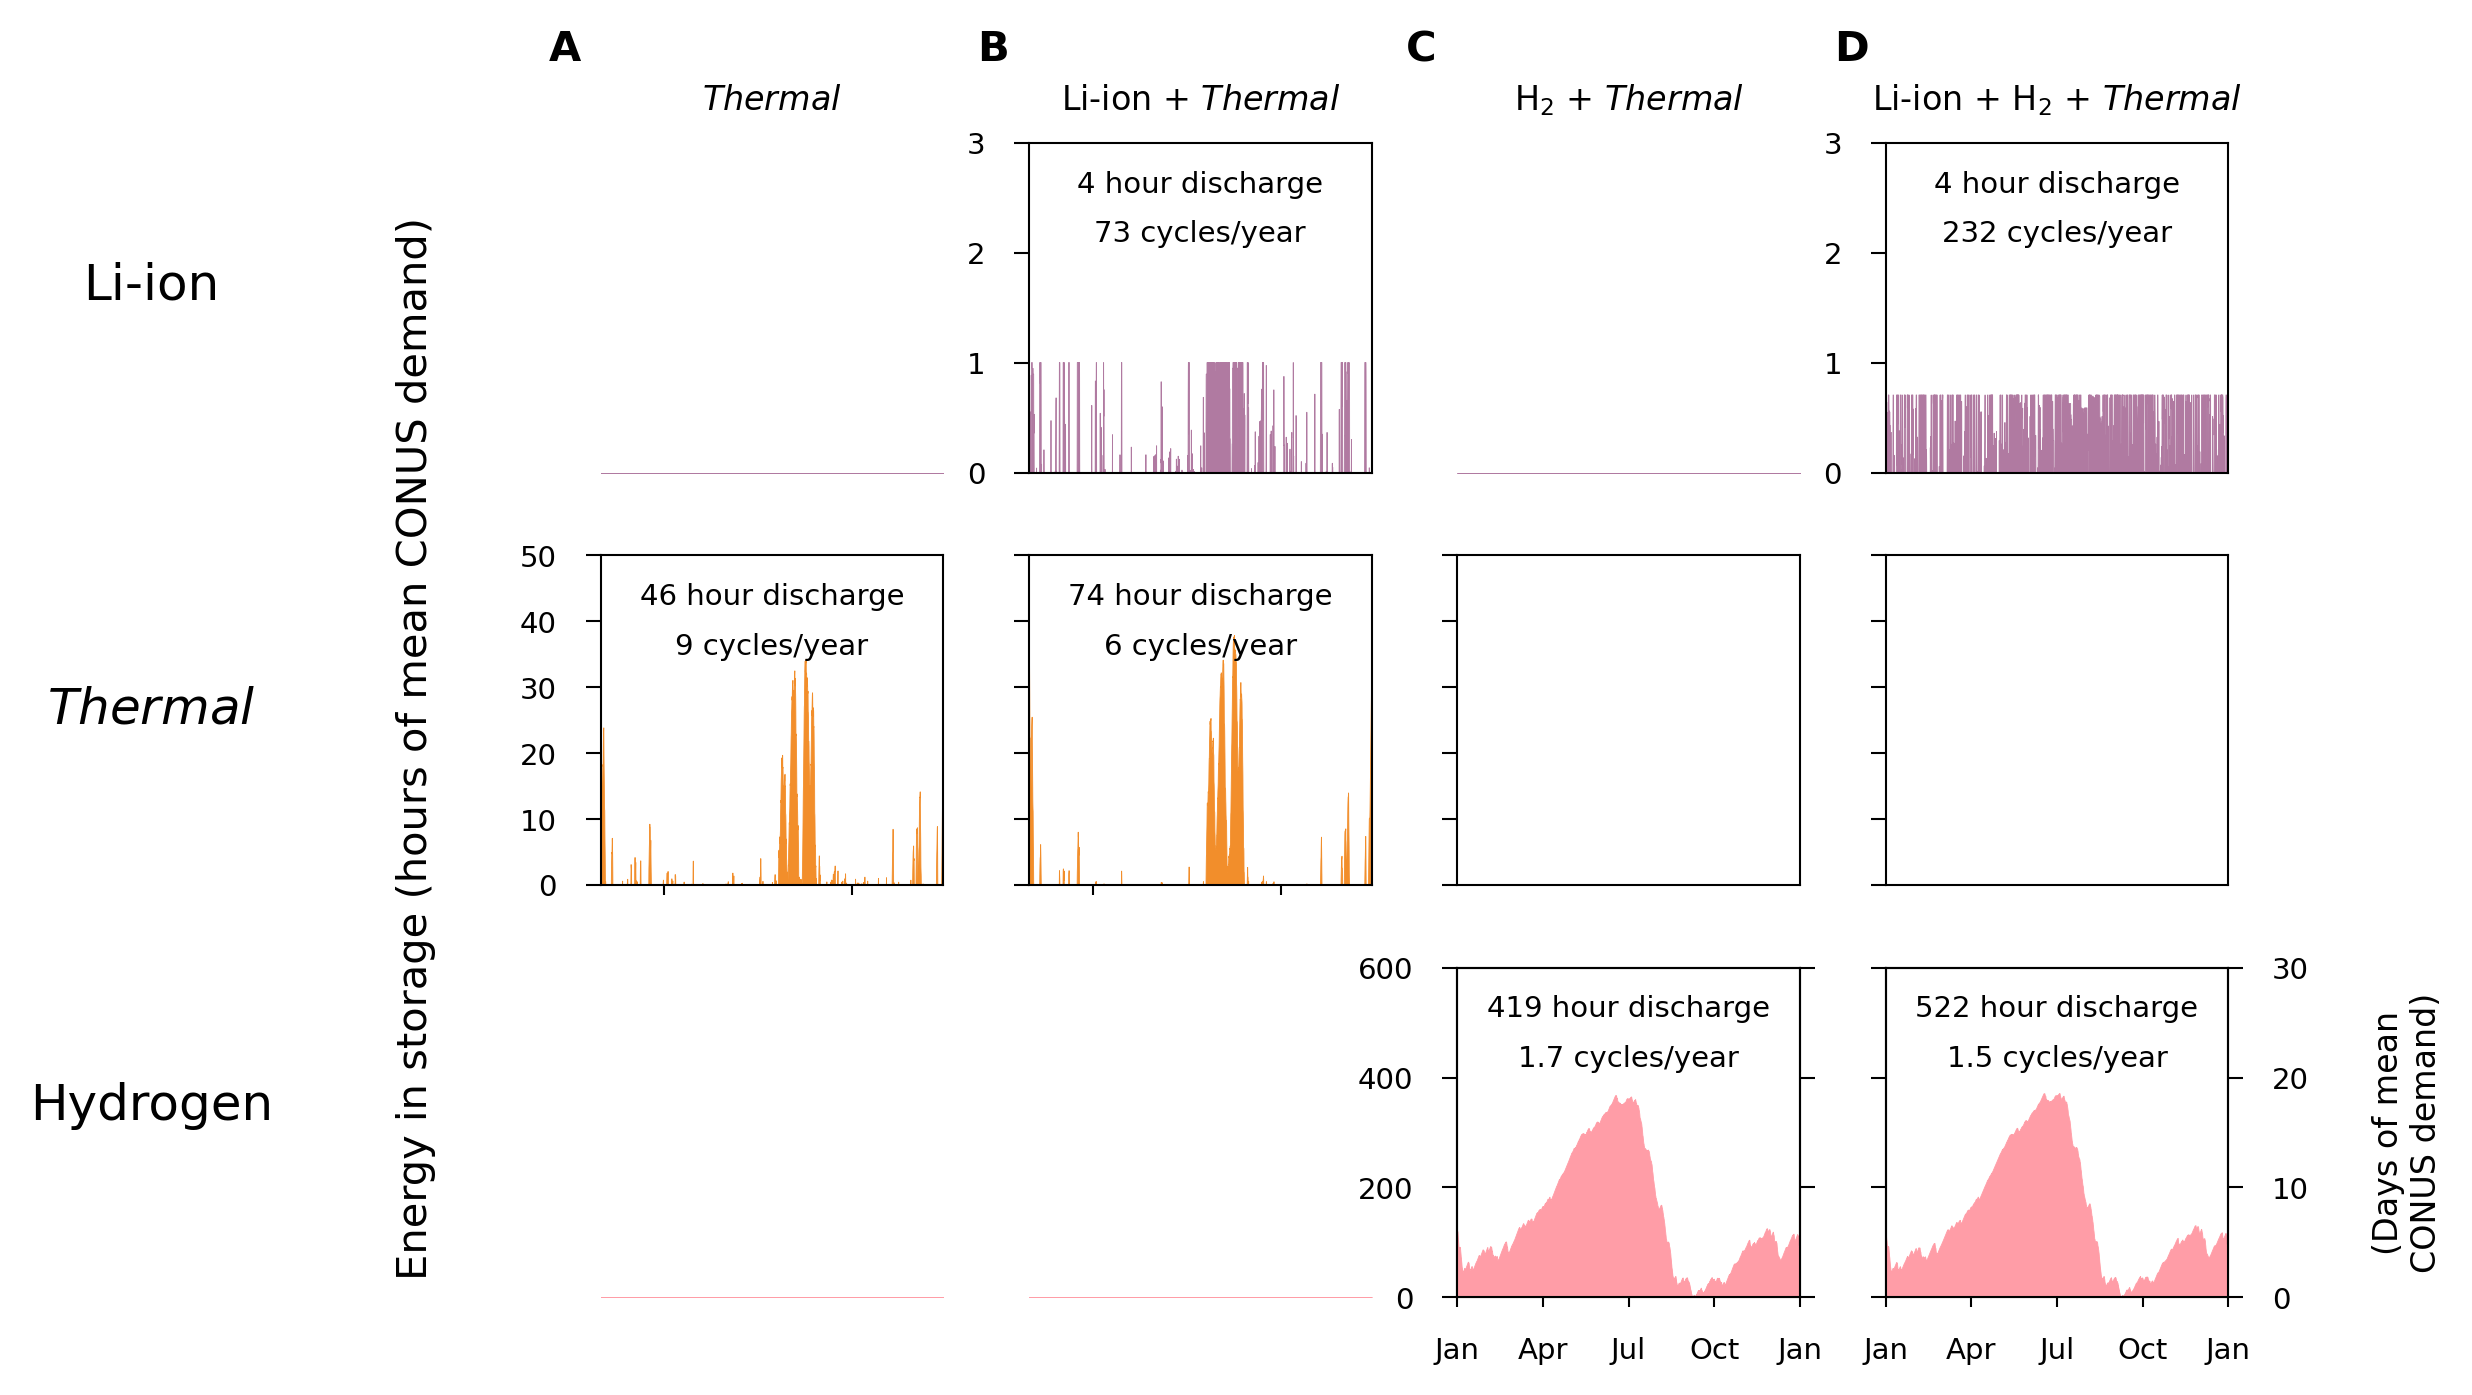 A
B
C
D
Thermal
Li-ion + Thermal
H₂ + Thermal
Li-ion + H₂ + Thermal
Li-ion
Thermal
Hydrogen
Energy in storage (hours of mean CONUS demand)
3
2
1
0
4 hour discharge
73 cycles/year
3
2
1
0
4 hour discharge
232 cycles/year
50
40
30
20
10
0
46 hour discharge
9 cycles/year
74 hour discharge
6 cycles/year
600
400
200
0
419 hour discharge
1.7 cycles/year
Jan Apr Jul Oct Jan
522 hour discharge
1.5 cycles/year
Jan Apr Jul Oct Jan
30
20
10
0
(Days of mean
CONUS demand)